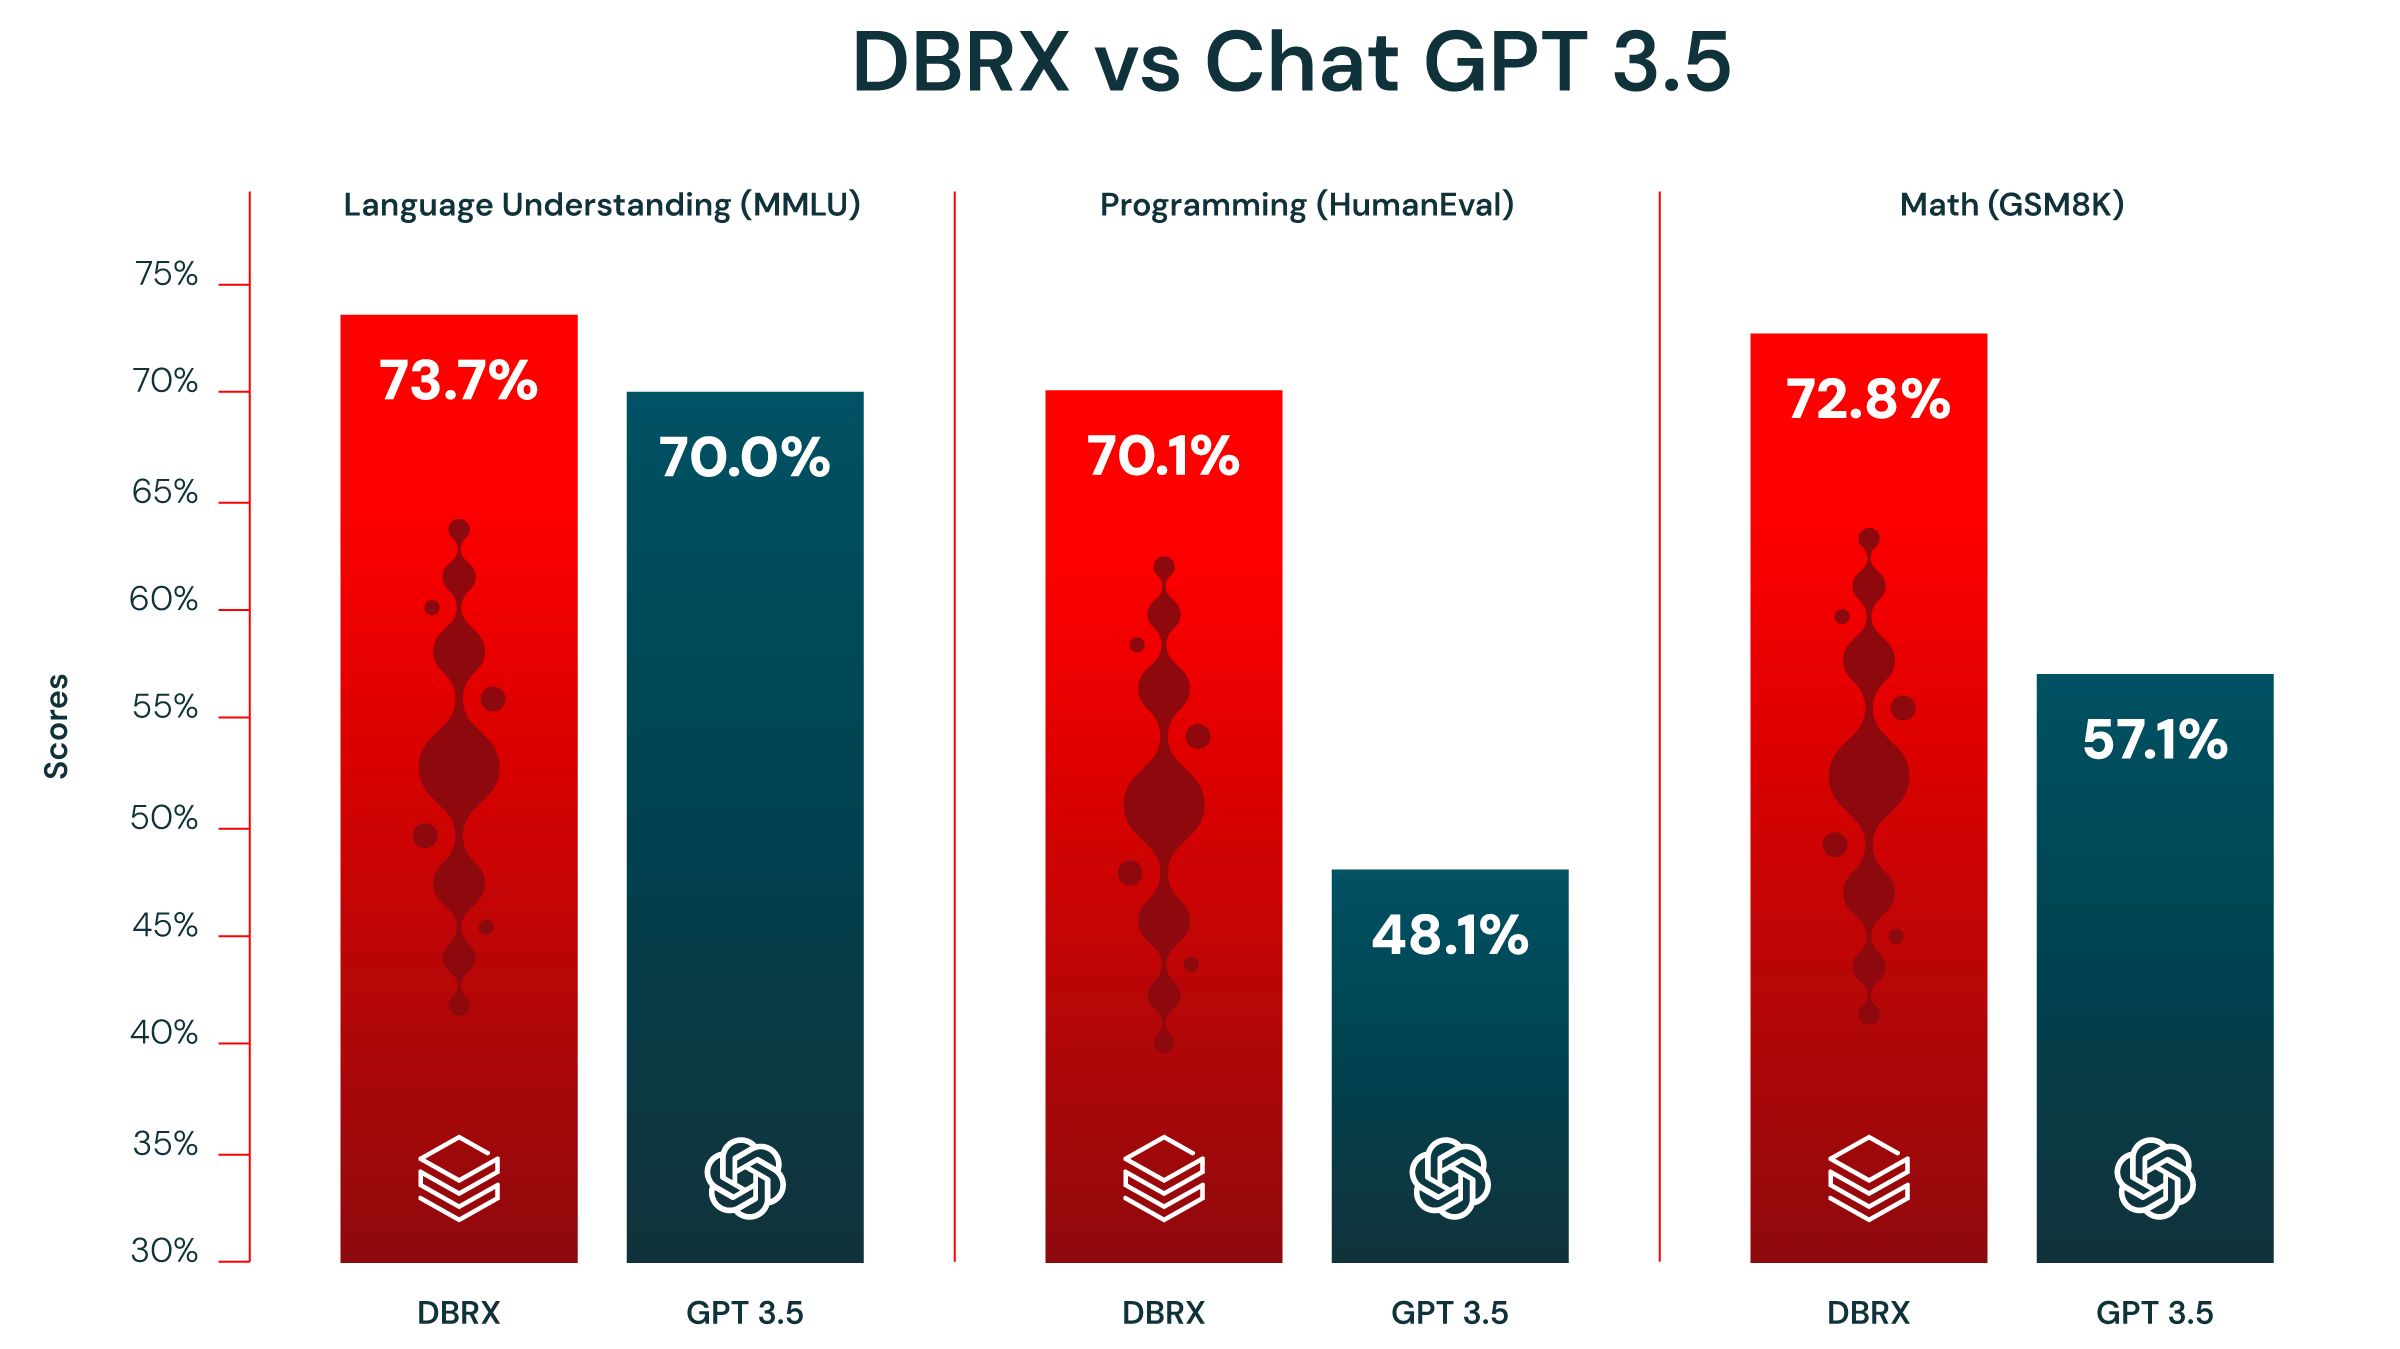 DBRX vs Chat GPT 3.5
Language Understanding (MMLU)
Programming (HumanEval)
Math (GSM8K)
Scores
75%
70%
65%
60%
55%
50%
45%
40%
35%
30%
73.7%
70.0%
70.1%
48.1%
72.8%
57.1%
DBRX
GPT 3.5
DBRX
GPT 3.5
DBRX
GPT 3.5